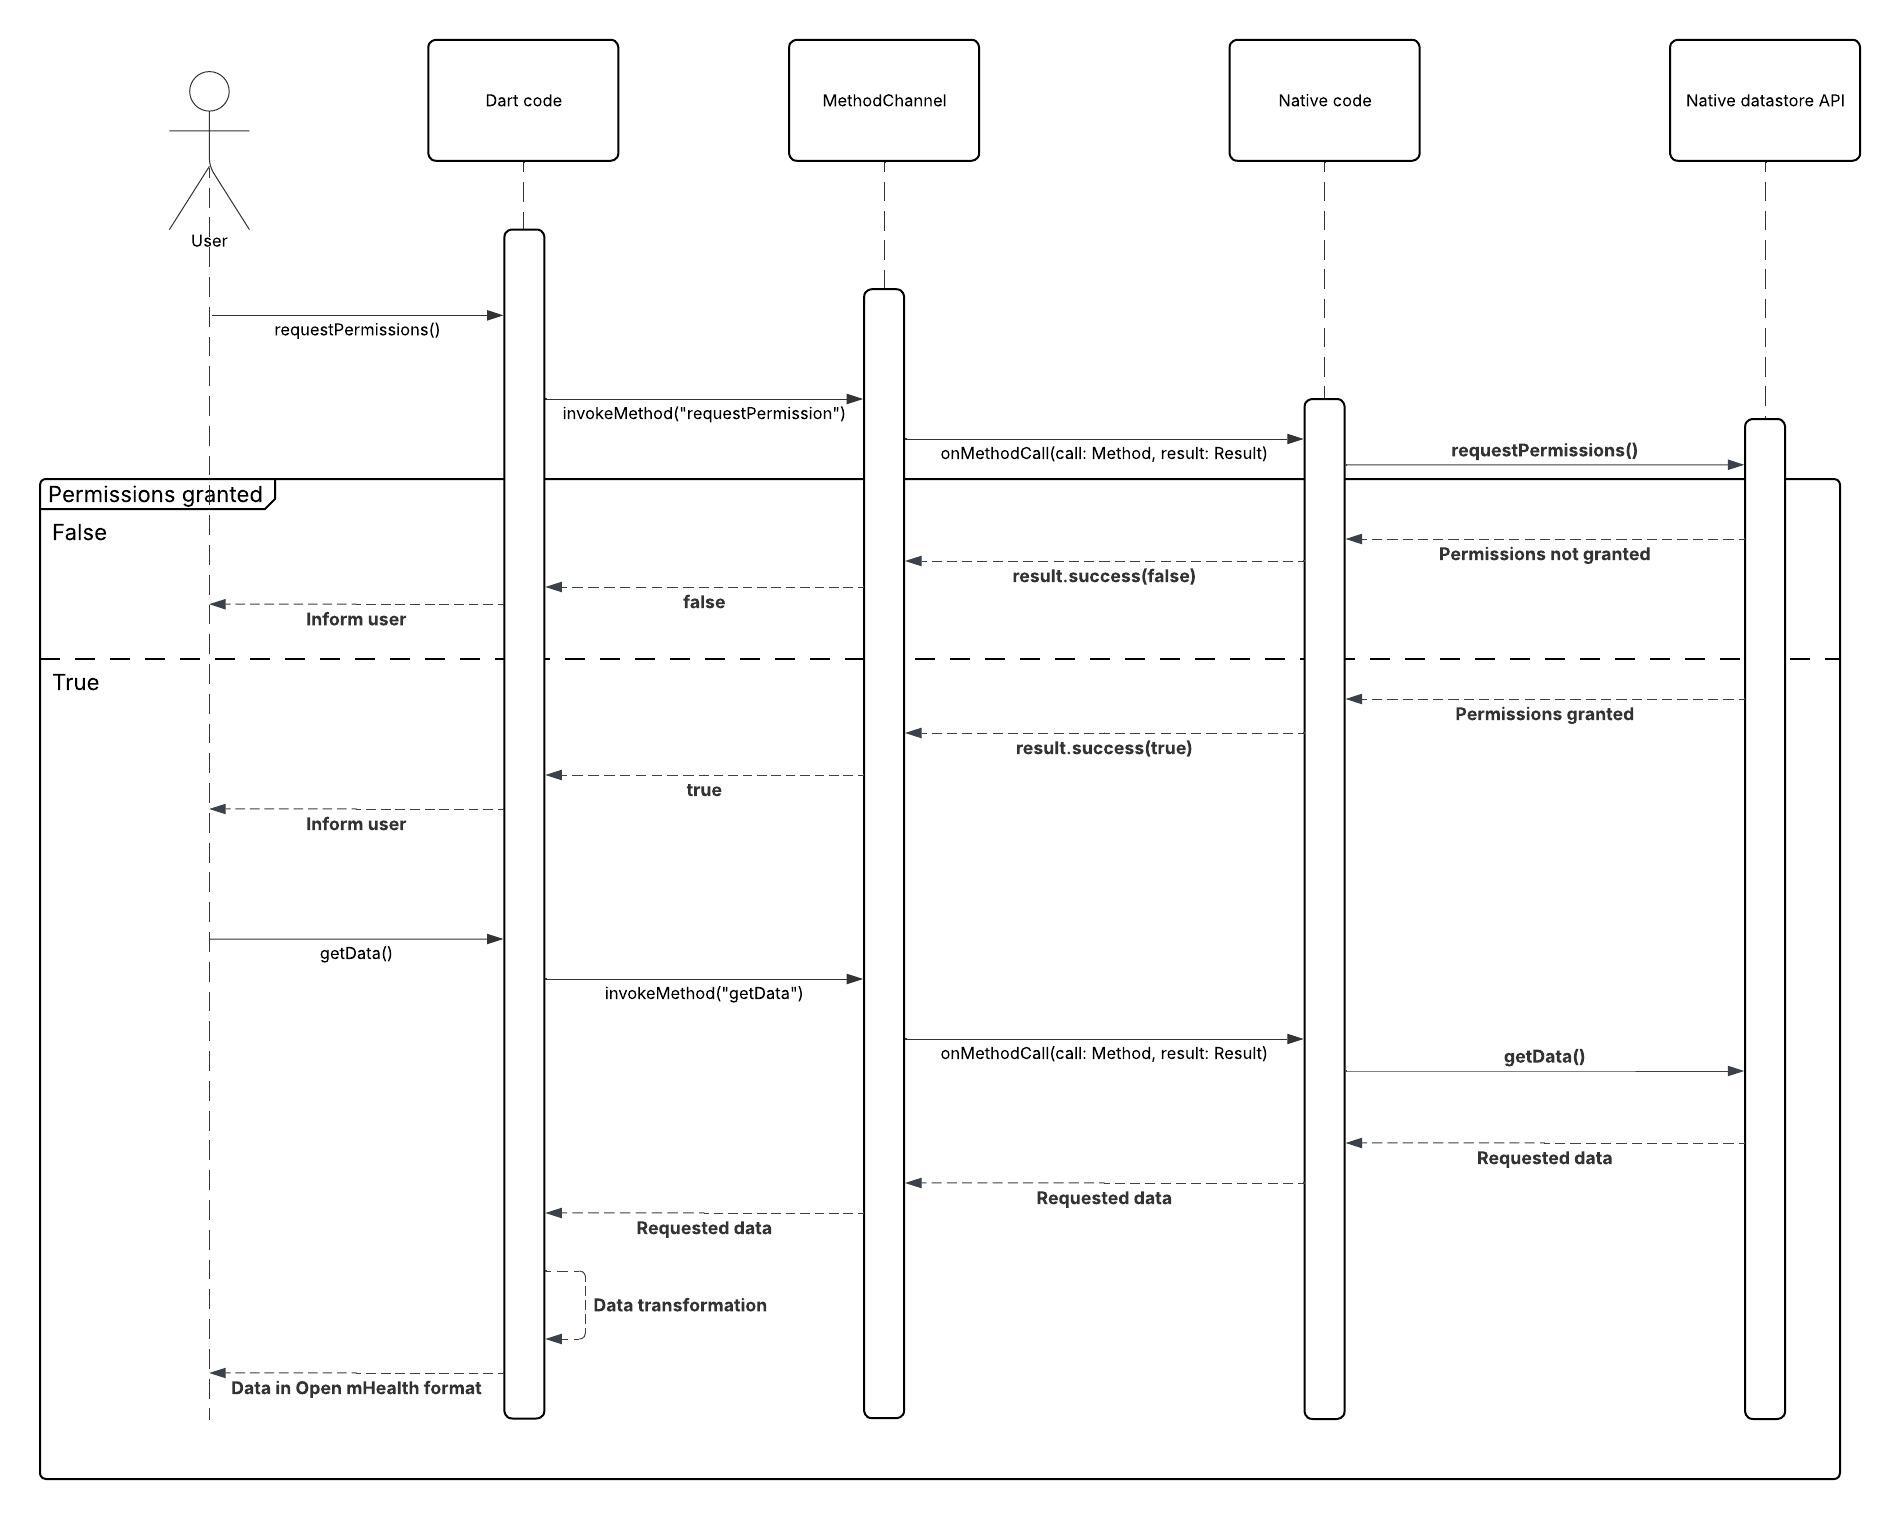 Dart code
MethodChannel
Native code
Native datastore API
User
requestPermissions()
invokeMethod("requestPermission")
onMethodCall(call: Method, result: Result)
requestPermissions()
Permissions granted
False
Permissions not granted
result.success(false)
false
Inform user
True
Permissions granted
result.success(true)
true
Inform user
getData()
invokeMethod("getData")
onMethodCall(call: Method, result: Result)
getData()
Requested data
Requested data
Requested data
Data transformation
Data in Open mHealth format